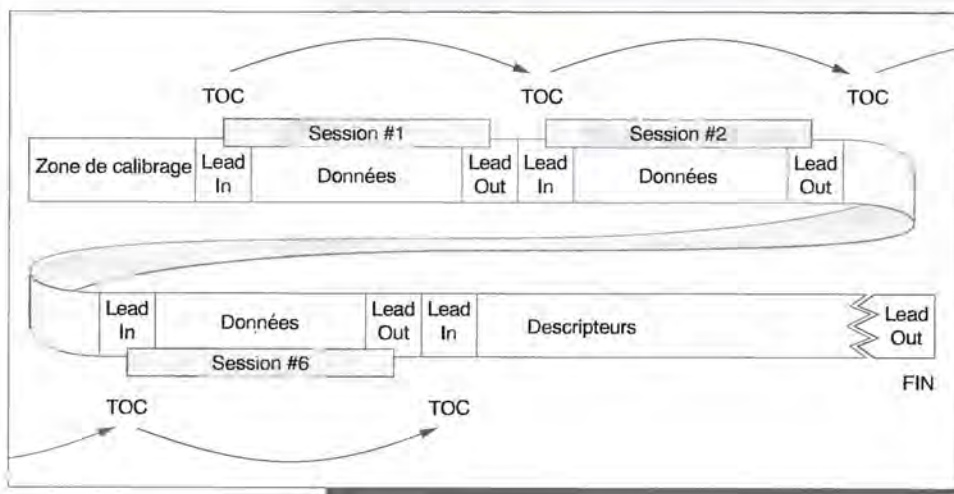 TOC TOC TOC
Session #1 Session #2
Zone de calibrage Lead In Données Lead Out Lead In Données Lead Out
Lead In Données Lead Out Lead In Descripteurs Lead Out
Session #6
FIN
TOC TOC